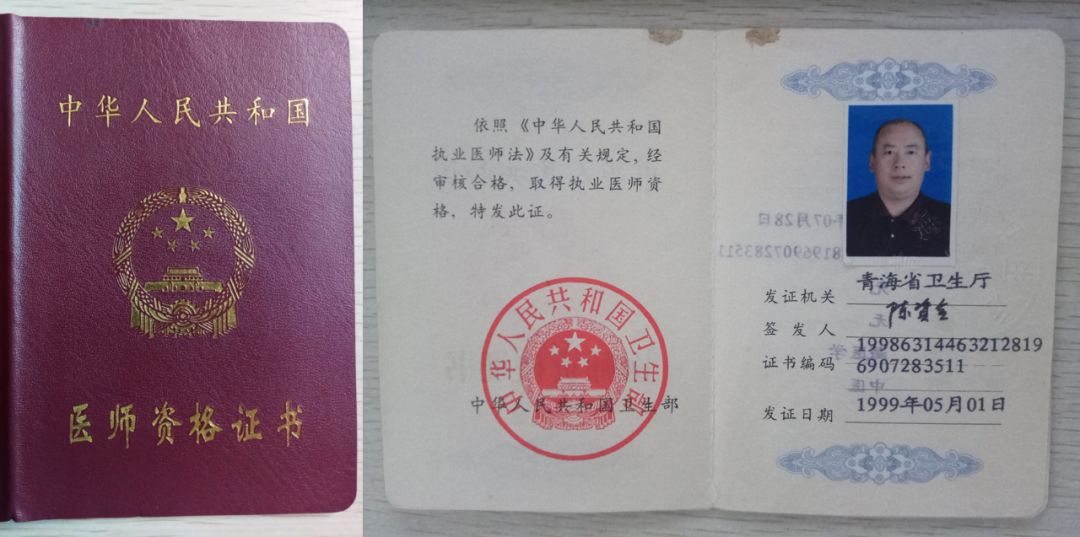 中华人民共和国
医师资格证书
依照《中华人民共和国
执业医师法》及有关规定，经
审核合格，取得执业医师资
格，特发此证。
中华人民共和国卫生部
中华人民共和国卫生部
发证机关 青海省卫生厅
签发人
证书编码 19986314463212819
6907283511
发证日期 1999年05月01日